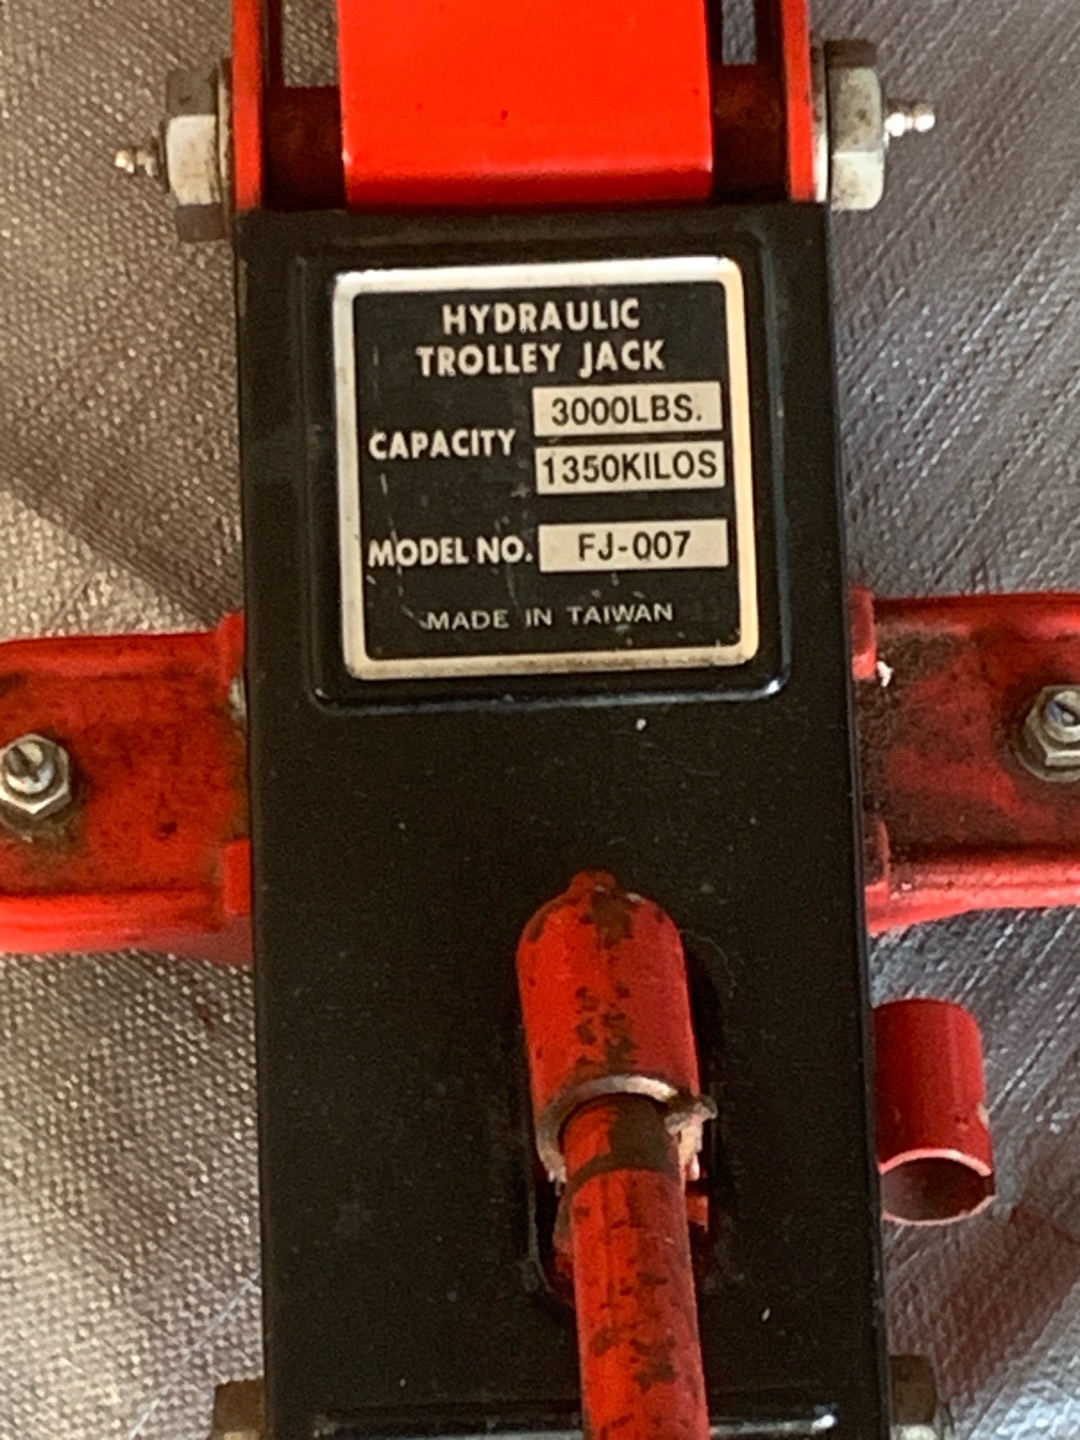 HYDRAULIC
TROLLEY JACK
CAPACITY 3000LBS.
1350KILOS
MODEL NO. FJ-007
MADE IN TAIWAN